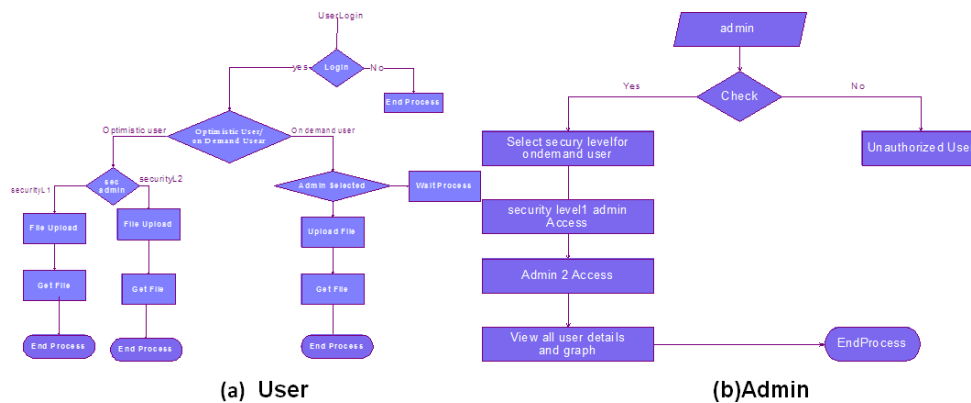 UserLogin
Login
yes
No
End Process
Optimistic user
Optimistic User/
on Demand Usear
On demand user
securityL1
sec
admin
securityL2
Admin Selected
Wait Process
File Upload
File Upload
Upload File
Get File
Get File
Get File
End Process
End Process
End Process
(a) User
admin
Check
Yes
No
Select secury levelfor
ondemand user
Unauthorized User
security level1 admin
Access
Admin 2 Access
View all user details
and graph
EndProcess
(b)Admin